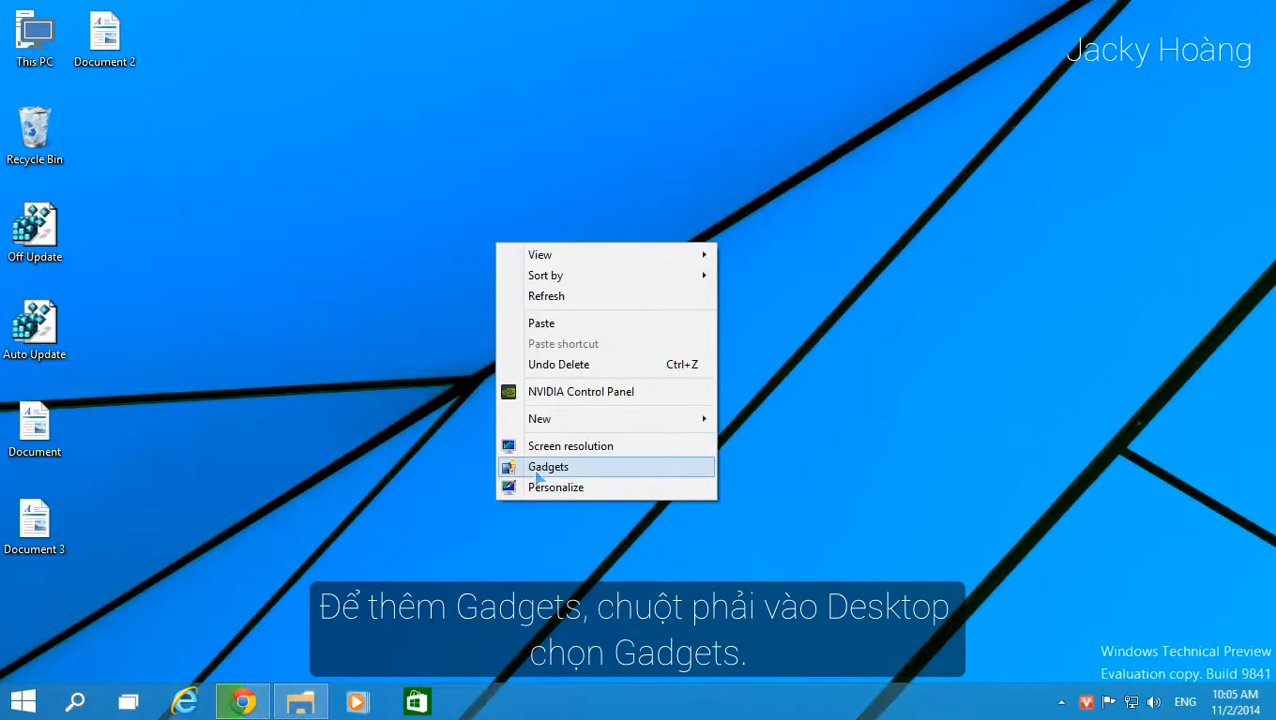 This PC
Document 2
Jacky Hoàng
Recycle Bin
Off Update
Auto Update
Document
Document 3
View
Sort by
Refresh
Paste
Paste shortcut
Undo Delete Ctrl+Z
NVIDIA Control Panel
New
Screen resolution
Gadgets
Personalize
Để thêm Gadgets, chuột phải vào Desktop
chọn Gadgets.
Windows Technical Preview
Evaluation copy. Build 9841
ENG
10:05 AM
11/2/2014